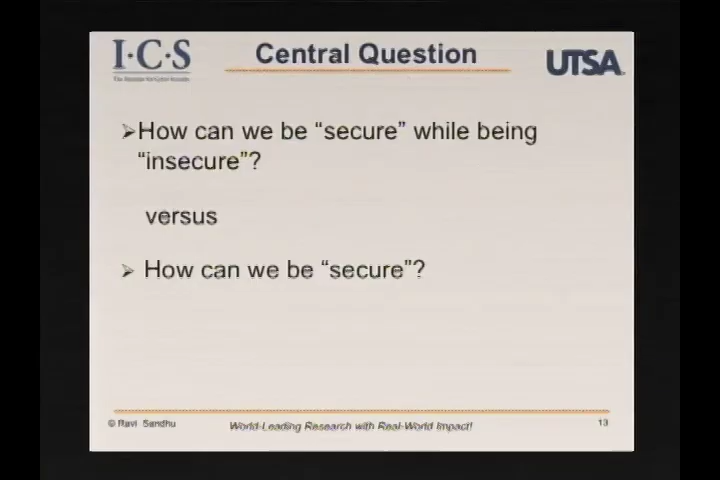 I·C·S
Central Question
UTSA
➢How can we be “secure” while being
“insecure”?
versus
➢ How can we be “secure”?
© Ravi Sandhu
World-Leading Research with Real-World Impact!
13